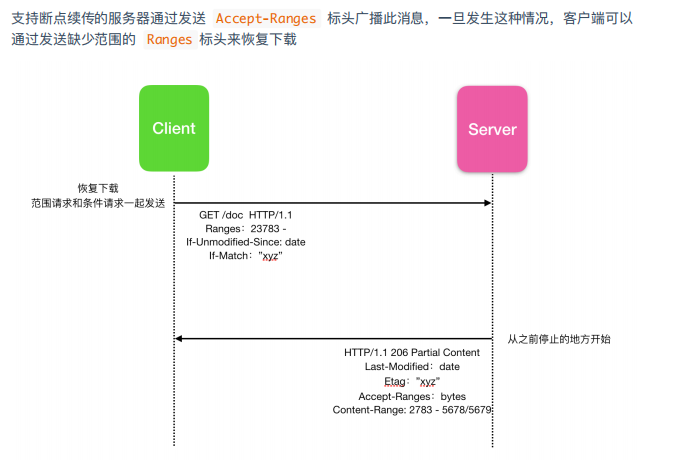 支持断点续传的服务器通过发送 Accept-Ranges 标头广播此消息，一旦发生这种情况，客户端可以
通过发送缺少范围的 Ranges 标头来恢复下载
Client
Server
恢复下载
范围请求和条件请求一起发送
GET /doc HTTP/1.1
Ranges：23783 -
If-Unmodified-Since: date
If-Match："xyz"
从之前停止的地方开始
HTTP/1.1 206 Partial Content
Last-Modified：date
Etag："xyz"
Accept-Ranges：bytes
Content-Range: 2783 - 5678/5679